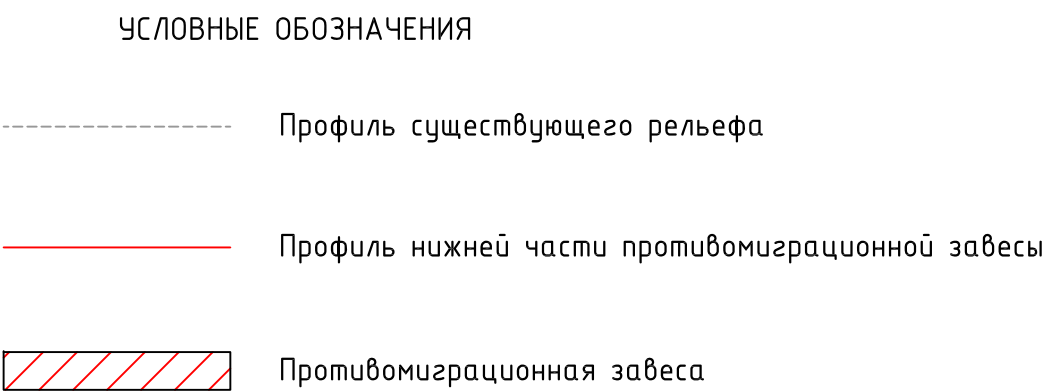 УСЛОВНЫЕ ОБОЗНАЧЕНИЯ
Профиль существующего рельефа
Профиль нижней части противомиграционной завесы
Противомиграционная завеса